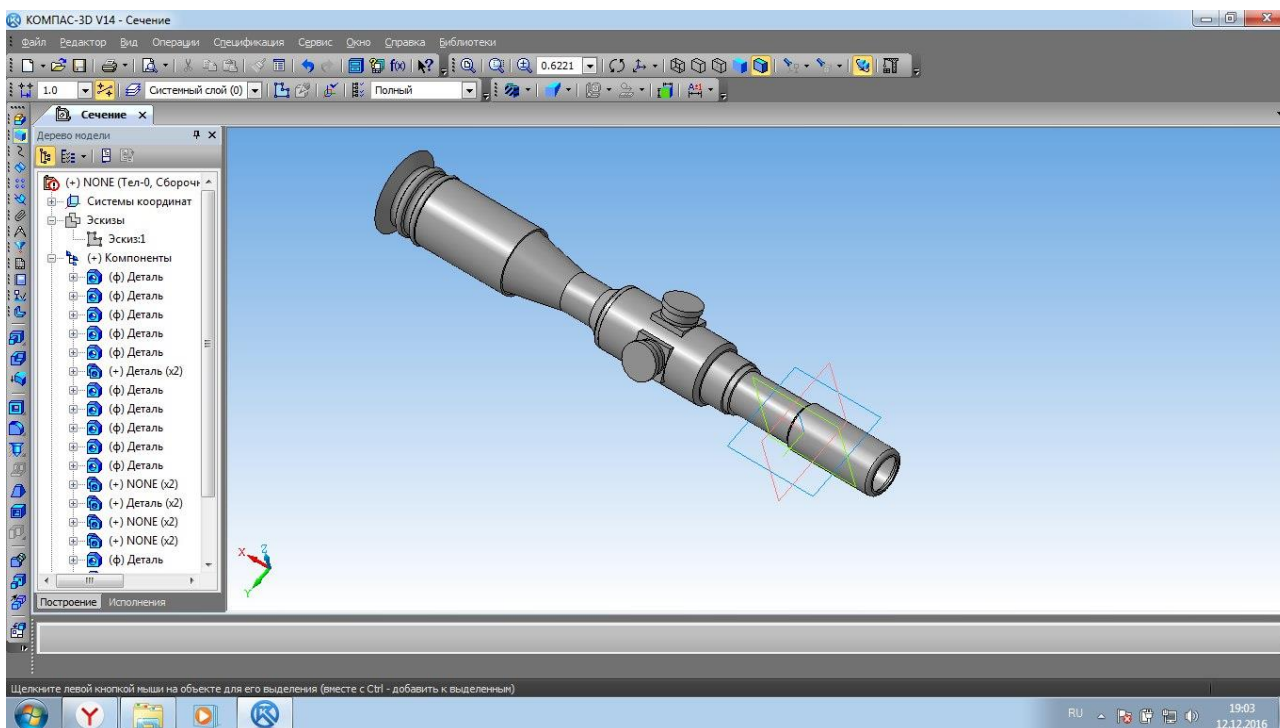 КОМПАС-3D V14 - Сечение
Файл Редактор Вид Операции Спецификация Сервис Окно Справка Библиотеки
0.6221
1.0 Системный слой (0) Полный
Сечение
Дерево модели
(+) NONE (Тел-0, Сбороч
Системы координат
Эскизы
Эскиз:1
(+) Компоненты
(ф) Деталь
(ф) Деталь
(ф) Деталь
(ф) Деталь
(ф) Деталь
(+) Деталь (x2)
(ф) Деталь
(ф) Деталь
(ф) Деталь
(ф) Деталь
(ф) Деталь
(+) NONE (x2)
(+) Деталь (x2)
(+) NONE (x2)
(+) NONE (x2)
(ф) Деталь
X Z
Y
Построение Исполнения
Щелкните левой кнопкой мыши на объекте для его выделения (вместе с Ctrl - добавить к выделенным)
RU 19:03
12.12.2016